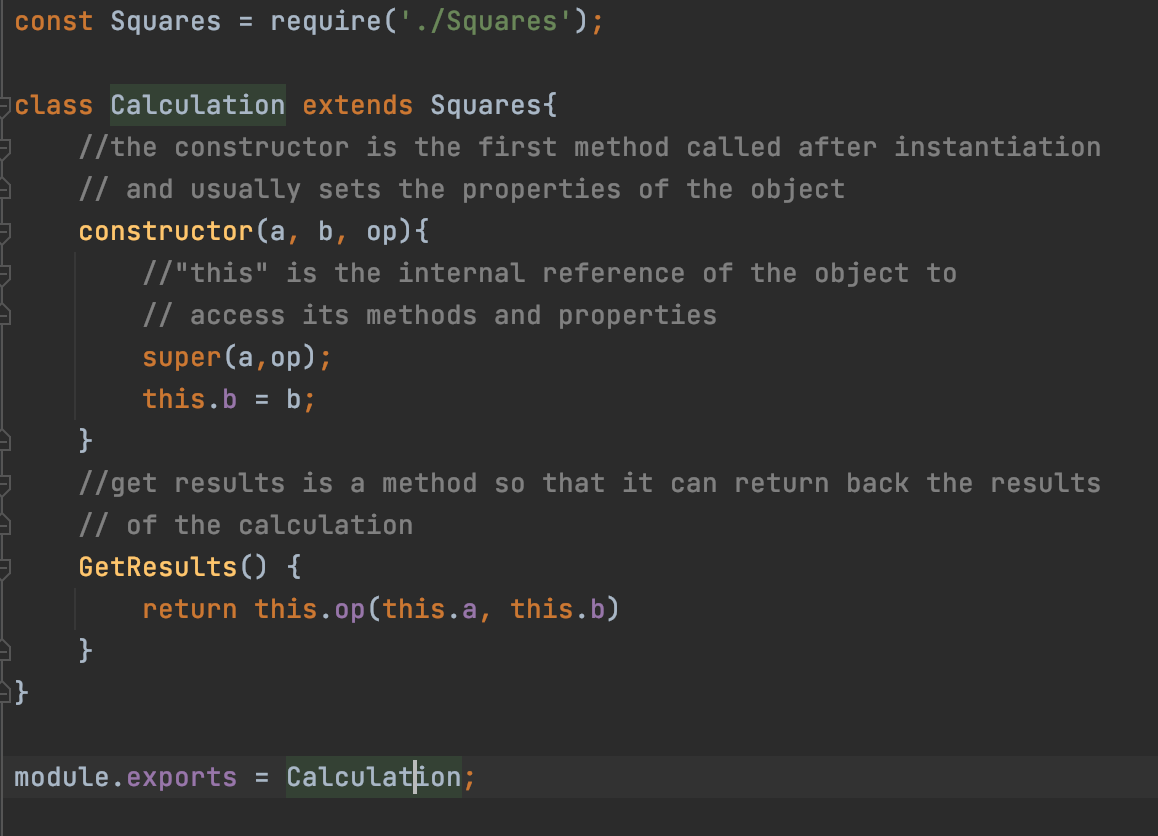 const Squares = require('./Squares');
class Calculation extends Squares{
//the constructor is the first method called after instantiation
// and usually sets the properties of the object
constructor(a, b, op){
//"this" is the internal reference of the object to
// access its methods and properties
super(a,op);
this.b = b;
}
//get results is a method so that it can return back the results
// of the calculation
GetResults() {
return this.op(this.a, this.b)
}
}
module.exports = Calculation;